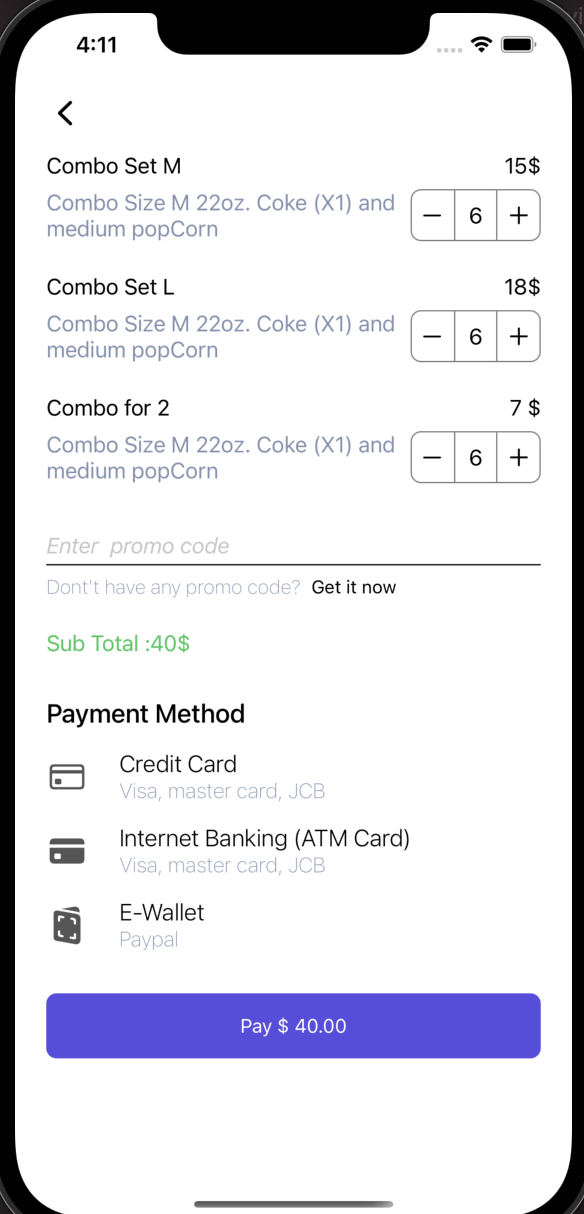 4:11
Combo Set M 15$
Combo Size M 22oz. Coke (X1) and
medium popCorn
− 6 +
Combo Set L 18$
Combo Size M 22oz. Coke (X1) and
medium popCorn
− 6 +
Combo for 2 7 $
Combo Size M 22oz. Coke (X1) and
medium popCorn
− 6 +
Enter promo code
Dont't have any promo code? Get it now
Sub Total :40$
Payment Method
Credit Card
Visa, master card, JCB
Internet Banking (ATM Card)
Visa, master card, JCB
E-Wallet
Paypal
Pay $ 40.00